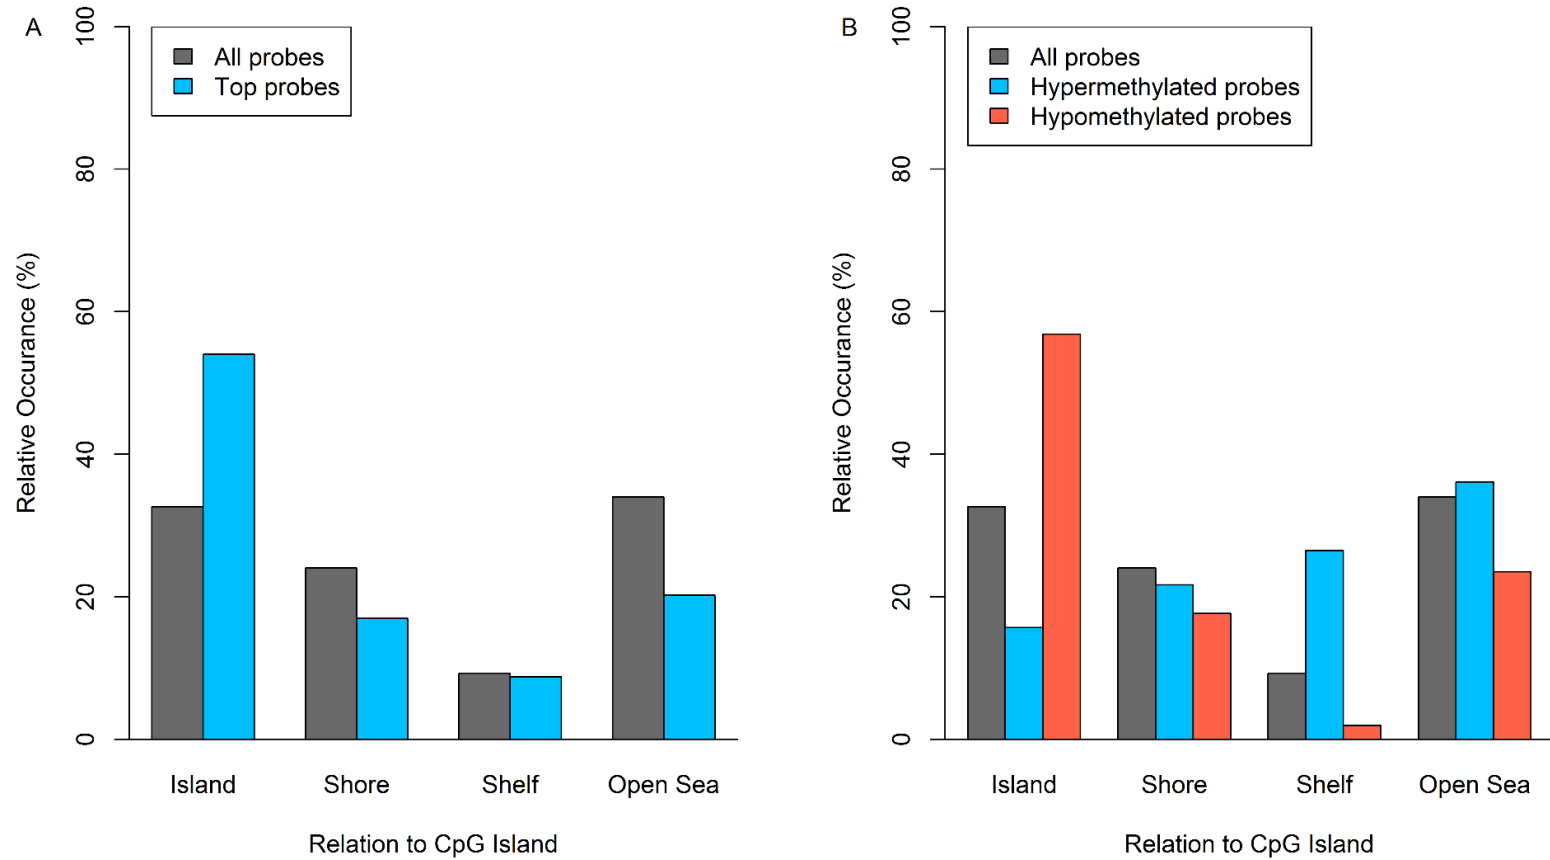 A
All probes
Top probes
Relative Occurance (%)
100
80
60
40
20
0
Island Shore Shelf Open Sea
Relation to CpG Island
B
All probes
Hypermethylated probes
Hypomethylated probes
Relative Occurance (%)
100
80
60
40
20
0
Island Shore Shelf Open Sea
Relation to CpG Island